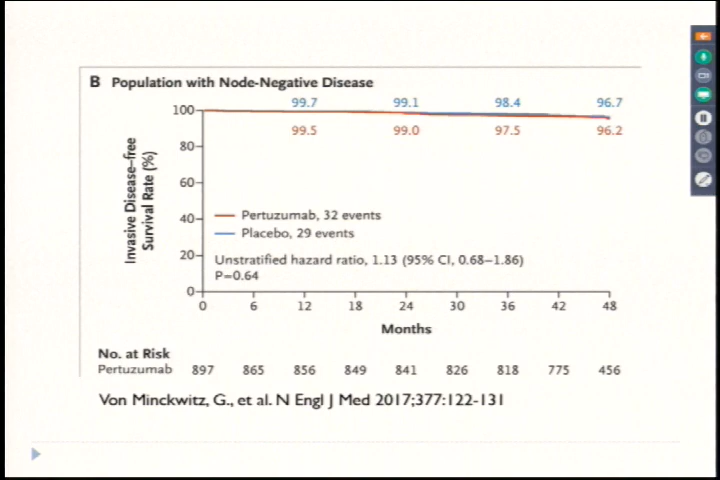 B Population with Node-Negative Disease
99.7 99.1 98.4 96.7
100
99.5 99.0 97.5 96.2
80
60
40
20
0
Invasive Disease–free
Survival Rate (%)
Pertuzumab, 32 events
Placebo, 29 events
Unstratified hazard ratio, 1.13 (95% CI, 0.68–1.86)
P=0.64
0 6 12 18 24 30 36 42 48
Months
No. at Risk
Pertuzumab 897 865 856 849 841 826 818 775 456
Von Minckwitz, G., et al. N Engl J Med 2017;377:122-131